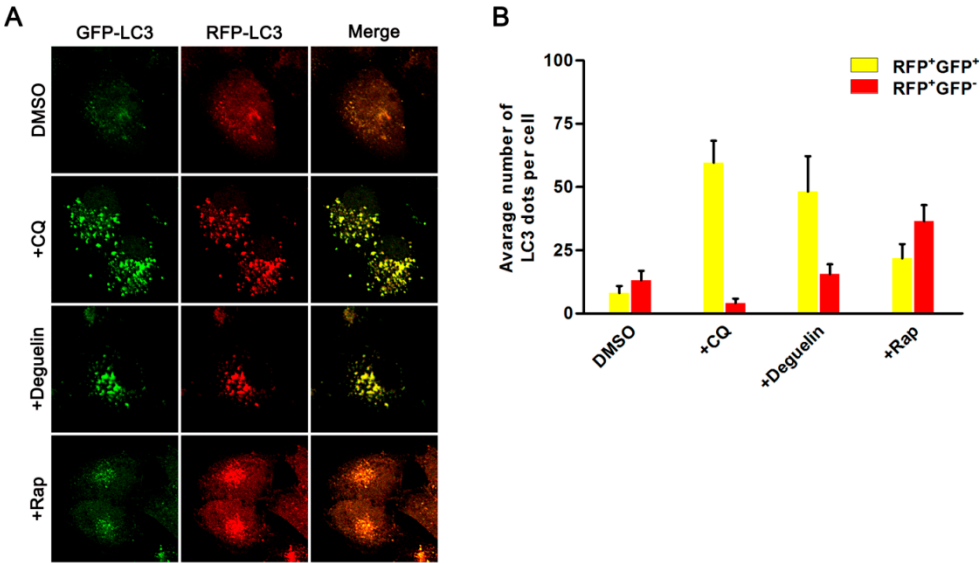 A
GFP-LC3 RFP-LC3 Merge
DMSO
+CQ
+Deguelin
+Rap
B
RFP+GFP+
RFP+GFP-
Avarage number of
LC3 dots per cell
100
75
50
25
0
DMSO
+CQ
+Deguelin
+Rap